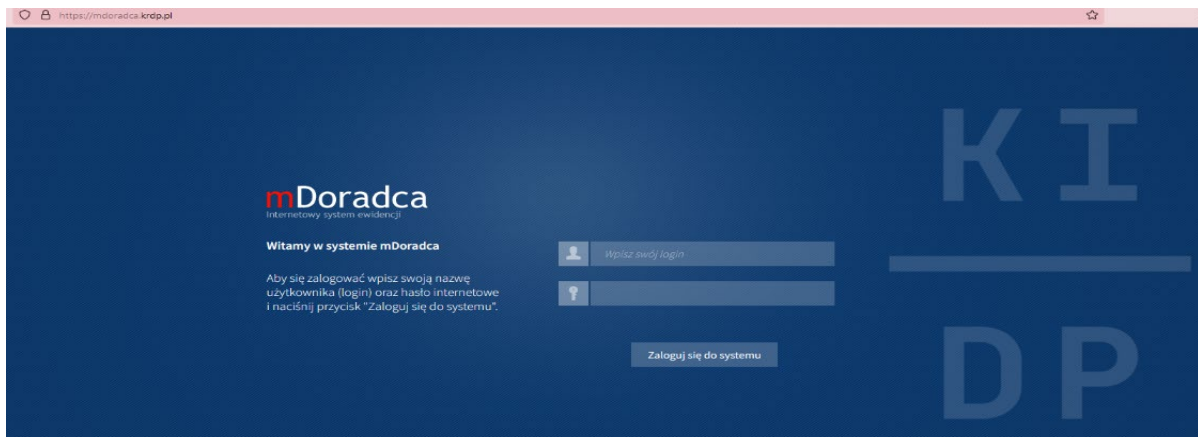 https://mdoradca.krdp.pl
mDoradca
Internetowy system ewidencji
Witamy w systemie mDoradca
Aby się zalogować wpisz swoją nazwę
użytkownika (login) oraz hasło internetowe
i naciśnij przycisk "Zaloguj się do systemu".
Wpisz swój login
Zaloguj się do systemu
KI
DP